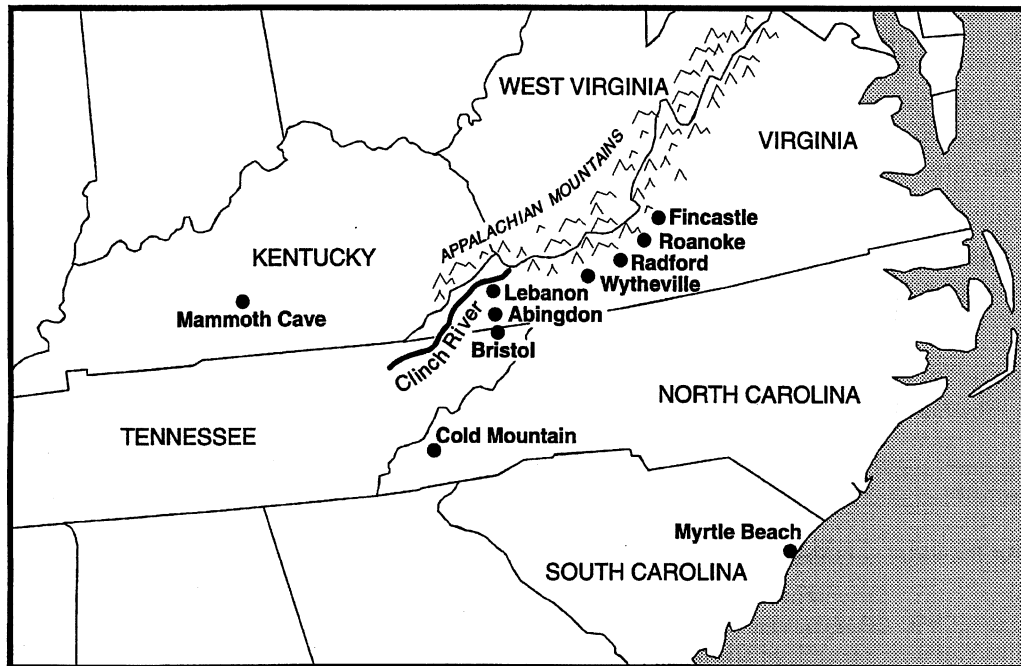 WEST VIRGINIA
VIRGINIA
APPALACHIAN MOUNTAINS
Fincastle
Roanoke
KENTUCKY
Radford
Wytheville
Lebanon
Mammoth Cave
Abingdon
Clinch River
Bristol
NORTH CAROLINA
TENNESSEE
Cold Mountain
Myrtle Beach
SOUTH CAROLINA